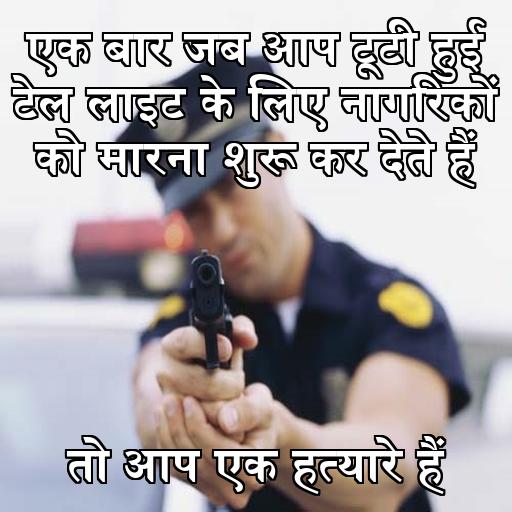 एक बार जब आप टूटी हुई
टेल लाइट के लिए नागरिकों
को मारना शुरू कर देते हैं
तो आप एक हत्यारे हैं